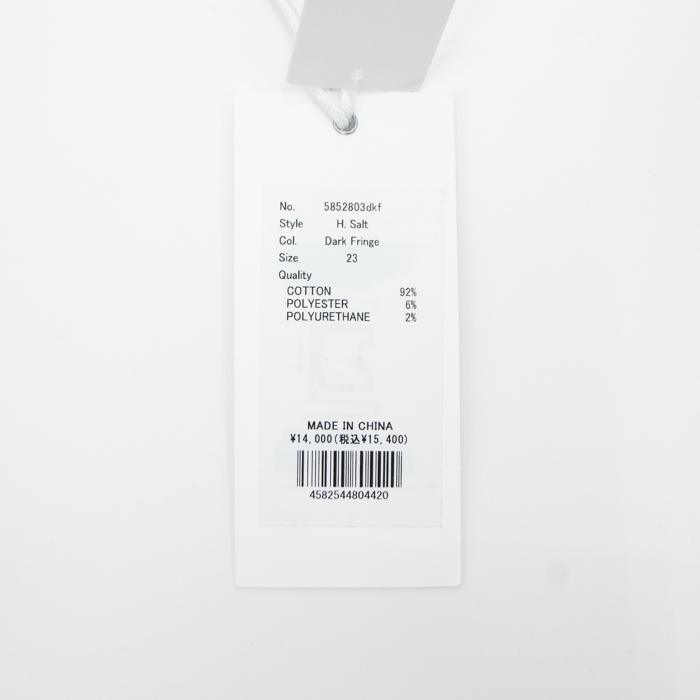 No. 5852803dkf
Style H. Salt
Col. Dark Fringe
Size 23
Quality
COTTON 92%
POLYESTER 6%
POLYURETHANE 2%
MADE IN CHINA
¥14,000(税込¥15,400)
4582544804420